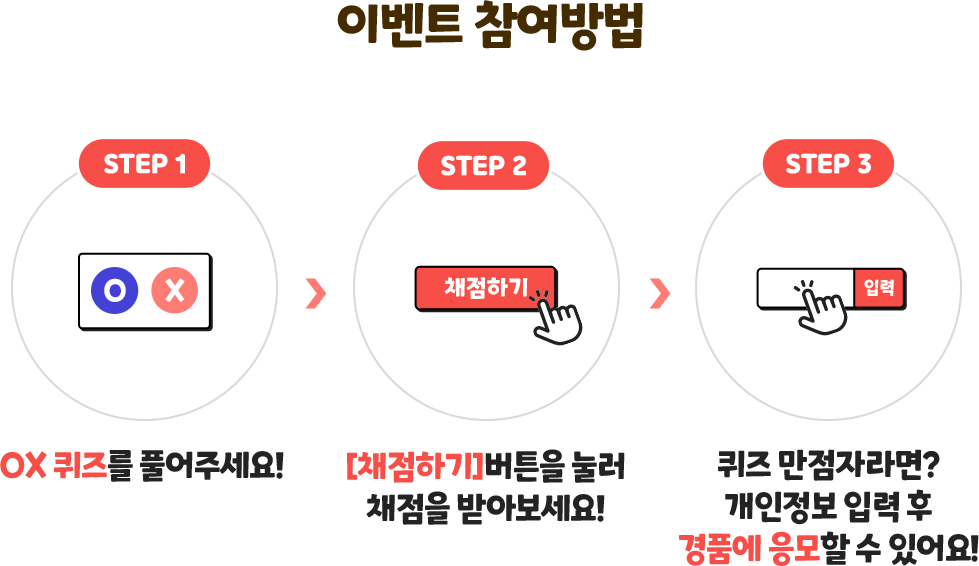 이벤트 참여방법
STEP 1
O X
OX 퀴즈를 풀어주세요!
STEP 2
채점하기
[채점하기]버튼을 눌러
채점을 받아보세요!
STEP 3
입력
퀴즈 만점자라면?
개인정보 입력 후
경품에 응모할 수 있어요!